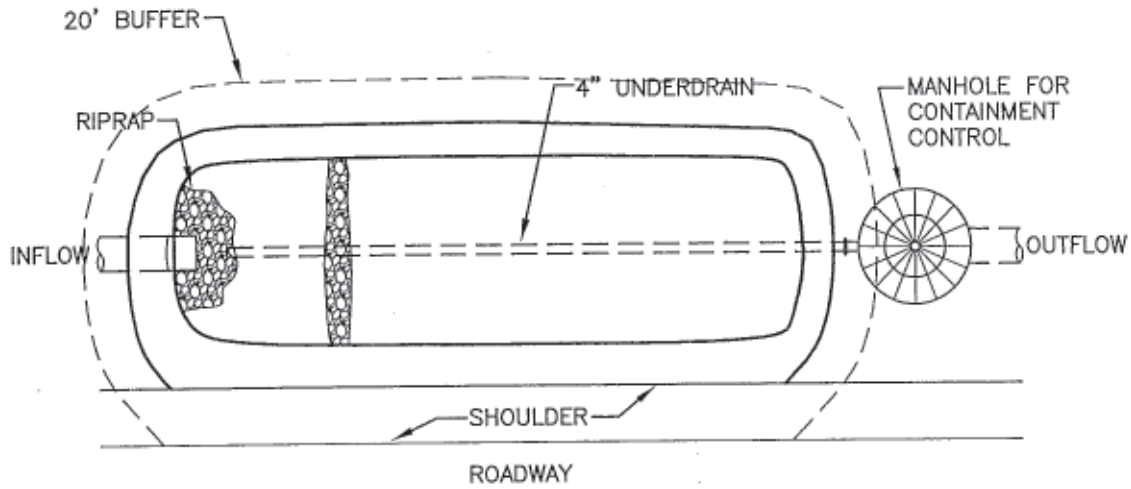 20' BUFFER
4" UNDERDRAIN
MANHOLE FOR
CONTAINMENT
CONTROL
RIPRAP
INFLOW
OUTFLOW
SHOULDER
ROADWAY